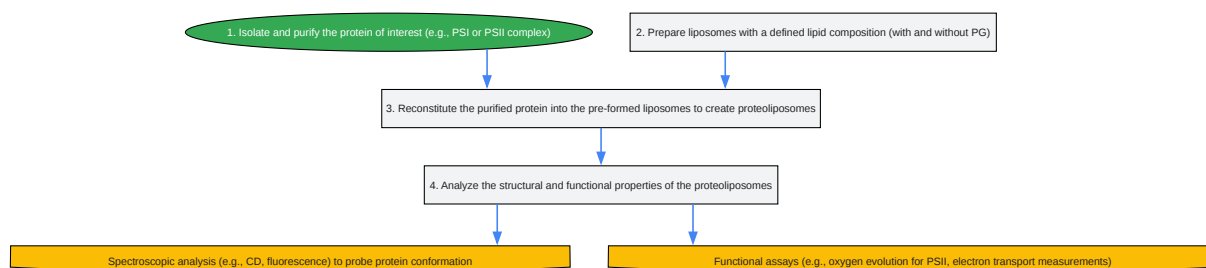 1. Isolate and purify the protein of interest (e.g., PSI or PSII complex)
2. Prepare liposomes with a defined lipid composition (with and without PG)
3. Reconstitute the purified protein into the pre-formed liposomes to create proteoliposomes
4. Analyze the structural and functional properties of the proteoliposomes
Spectroscopic analysis (e.g., CD, fluorescence) to probe protein conformation
Functional assays (e.g., oxygen evolution for PSII, electron transport measurements)